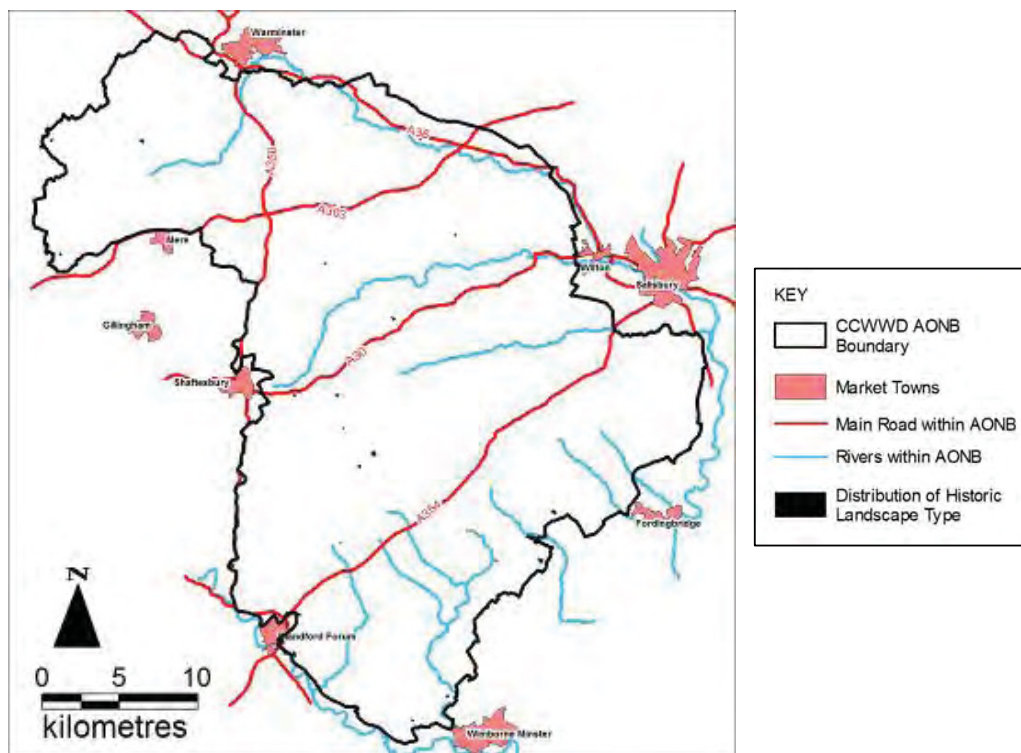 Warminster
A36
A350
A303
Mere
Wilton
Salisbury
Gillingham
Shaftesbury
A30
A354
Fordingbridge
Blandford Forum
Wimborne Minster
N
0 5 10
kilometres
KEY
CCWWD AONB
Boundary
Market Towns
Main Road within AONB
Rivers within AONB
Distribution of Historic
Landscape Type